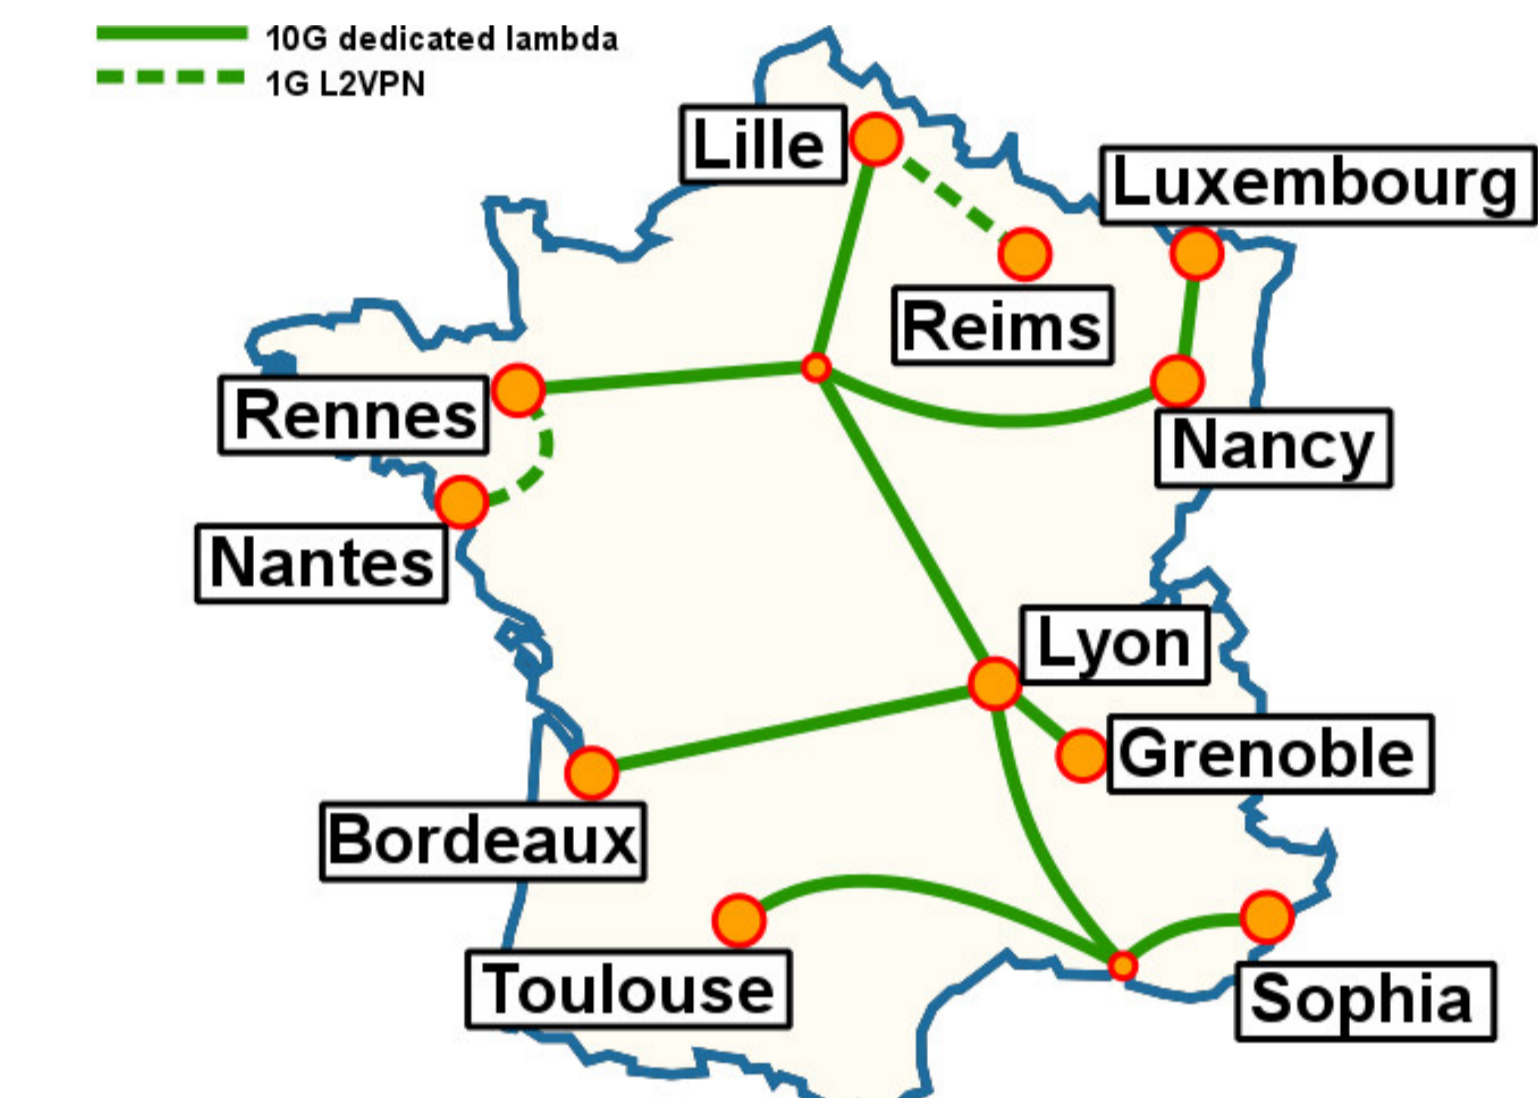 10G dedicated lambda
1G L2VPN
Lille
Luxembourg
Reims
Rennes
Nancy
Nantes
Lyon
Grenoble
Bordeaux
Toulouse
Sophia